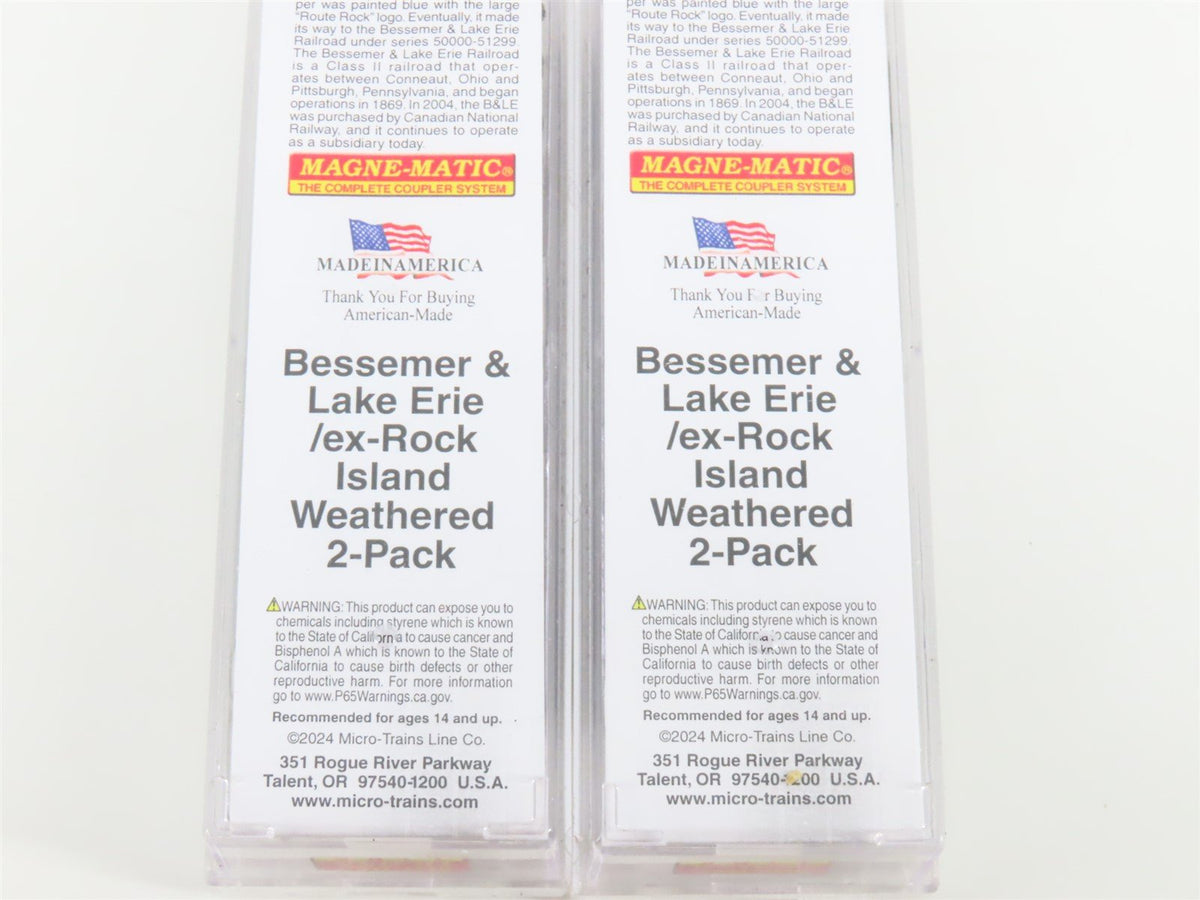 per was painted blue with the large
"Route Rock" logo. Eventually, it made
its way to the Bessemer & Lake Erie
Railroad under series 50000-51299.
The Bessemer & Lake Erie Railroad
is a Class II railroad that oper-
ates between Conneaut, Ohio and
Pittsburgh, Pennsylvania, and began
operations in 1869. In 2004, the B&LE
was purchased by Canadian National
Railway, and it continues to operate
as a subsidiary today.
MAGNE-MATIC®
THE COMPLETE COUPLER SYSTEM
MADE IN AMERICA
Thank You For Buying
American-Made
Bessemer &
Lake Erie
/ex-Rock
Island
Weathered
2-Pack
WARNING: This product can expose you to
chemicals including styrene which is known
to the State of California to cause cancer and
Bisphenol A which is known to the State of
California to cause birth defects or other
reproductive harm. For more information
go to www.P65Warnings.ca.gov.
Recommended for ages 14 and up.
©2024 Micro-Trains Line Co.
351 Rogue River Parkway
Talent, OR 97540-1200 U.S.A.
www.micro-trains.com
per was painted blue with the large
"Route Rock" logo. Eventually, it made
its way to the Bessemer & Lake Erie
Railroad under series 50000-51299.
The Bessemer & Lake Erie Railroad
is a Class II railroad that oper-
ates between Conneaut, Ohio and
Pittsburgh, Pennsylvania, and began
operations in 1869. In 2004, the B&LE
was purchased by Canadian National
Railway, and it continues to operate
as a subsidiary today.
MAGNE-MATIC®
THE COMPLETE COUPLER SYSTEM
MADE IN AMERICA
Thank You For Buying
American-Made
Bessemer &
Lake Erie
/ex-Rock
Island
Weathered
2-Pack
WARNING: This product can expose you to
chemicals including styrene which is known
to the State of California to cause cancer and
Bisphenol A which is known to the State of
California to cause birth defects or other
reproductive harm. For more information
go to www.P65Warnings.ca.gov.
Recommended for ages 14 and up.
©2024 Micro-Trains Line Co.
351 Rogue River Parkway
Talent, OR 97540-1200 U.S.A.
www.micro-trains.com